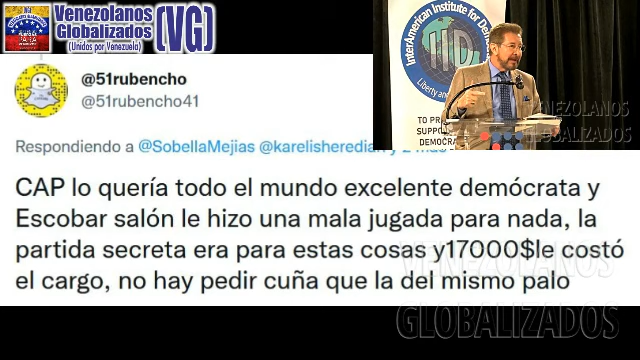 Venezolanos
Globalizados
(Unidos por Venezuela)
(VG)
InterAmerican Institute for Democracy
IID
Liberty and
TO PR
SUPPO
DEMOCRA
VENEZOLANOS
GLOBALIZADOS
@51rubencho
@51rubencho41
Respondiendo a @SobellaMejias @karelisheredia
CAP lo quería todo el mundo excelente demócrata y
Escobar salón le hizo una mala jugada para nada, la
partida secreta era para estas cosas y17000$le costó
el cargo, no hay pedir cuña que la del mismo palo
VENEZOLANOS
GLOBALIZADOS